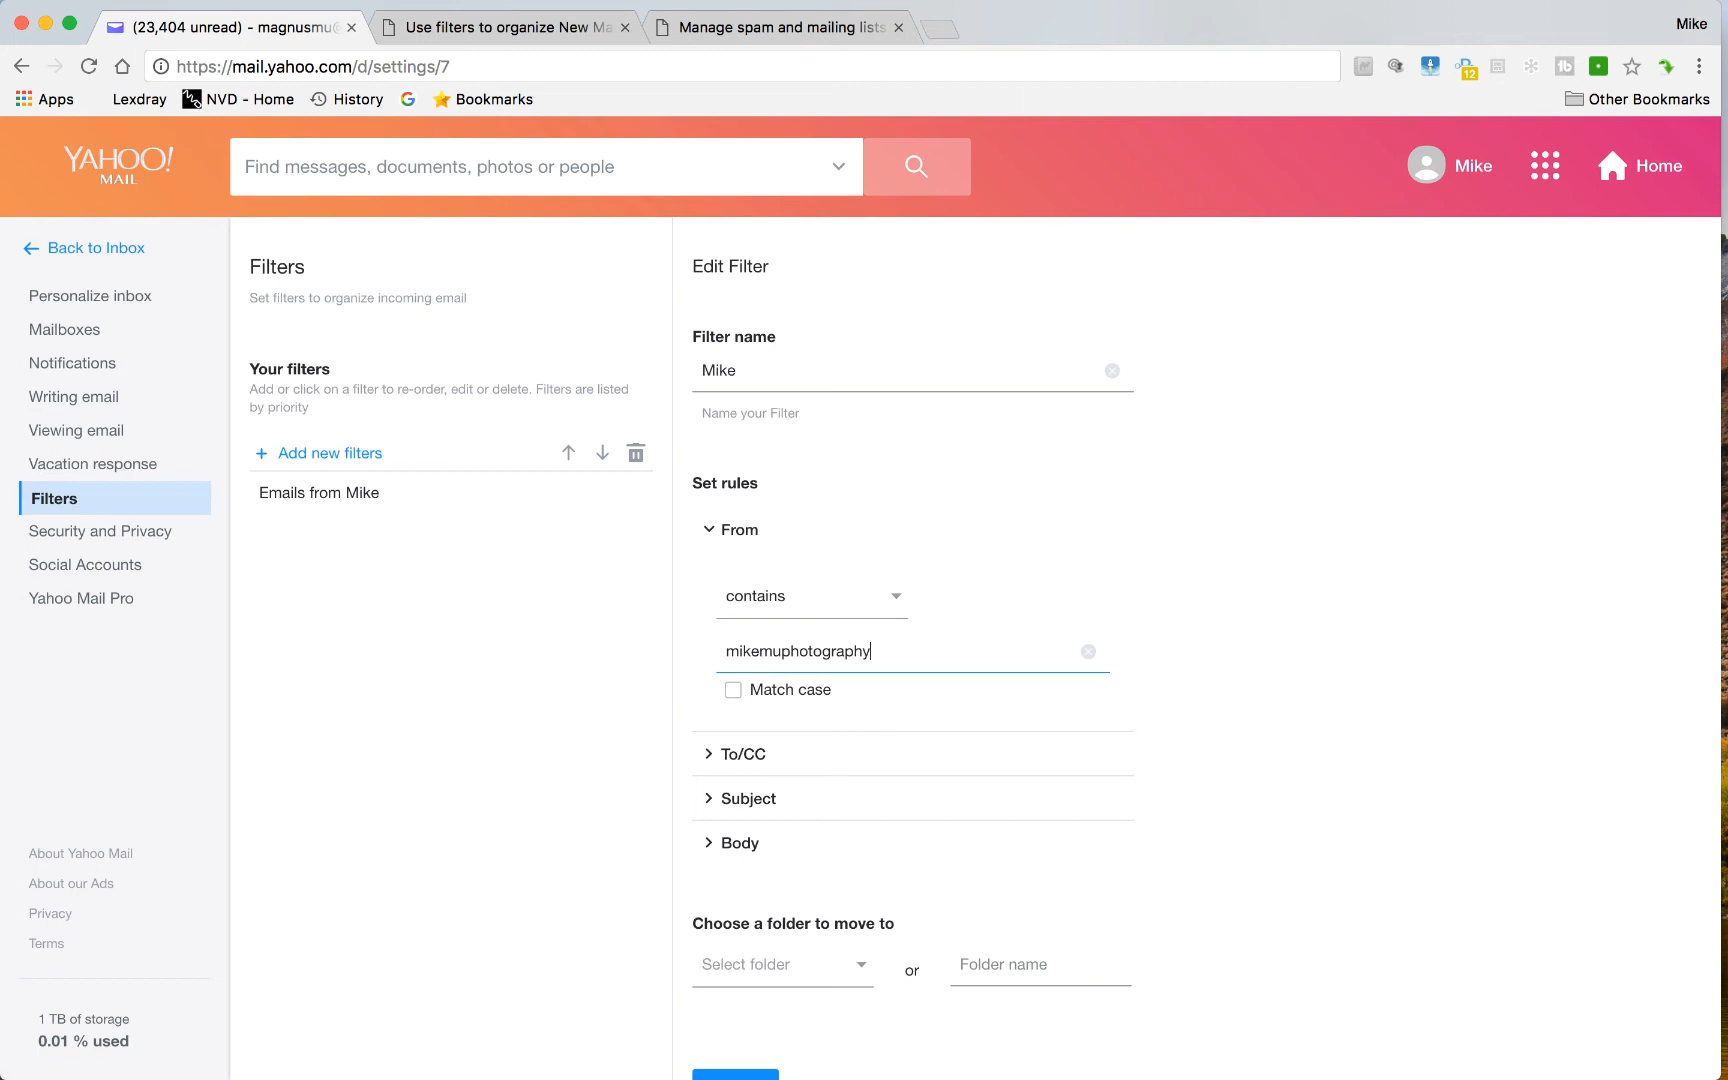 (23,404 unread) - magnusmu@
Use filters to organize New Ma
Manage spam and mailing lists
Mike
https://mail.yahoo.com/d/settings/7
12
Apps
Lexdray
NVD - Home
History
Bookmarks
Other Bookmarks
YAHOO!
MAIL
Find messages, documents, photos or people
Mike
Home
Back to Inbox
Personalize inbox
Mailboxes
Notifications
Writing email
Viewing email
Vacation response
Filters
Security and Privacy
Social Accounts
Yahoo Mail Pro
About Yahoo Mail
About our Ads
Privacy
Terms
1 TB of storage
0.01 % used
Filters
Set filters to organize incoming email
Your filters
Add or click on a filter to re-order, edit or delete. Filters are listed
by priority
+ Add new filters
Emails from Mike
Edit Filter
Filter name
Mike
Name your Filter
Set rules
From
contains
mikemuphotography
Match case
To/CC
Subject
Body
Choose a folder to move to
Select folder
or
Folder name